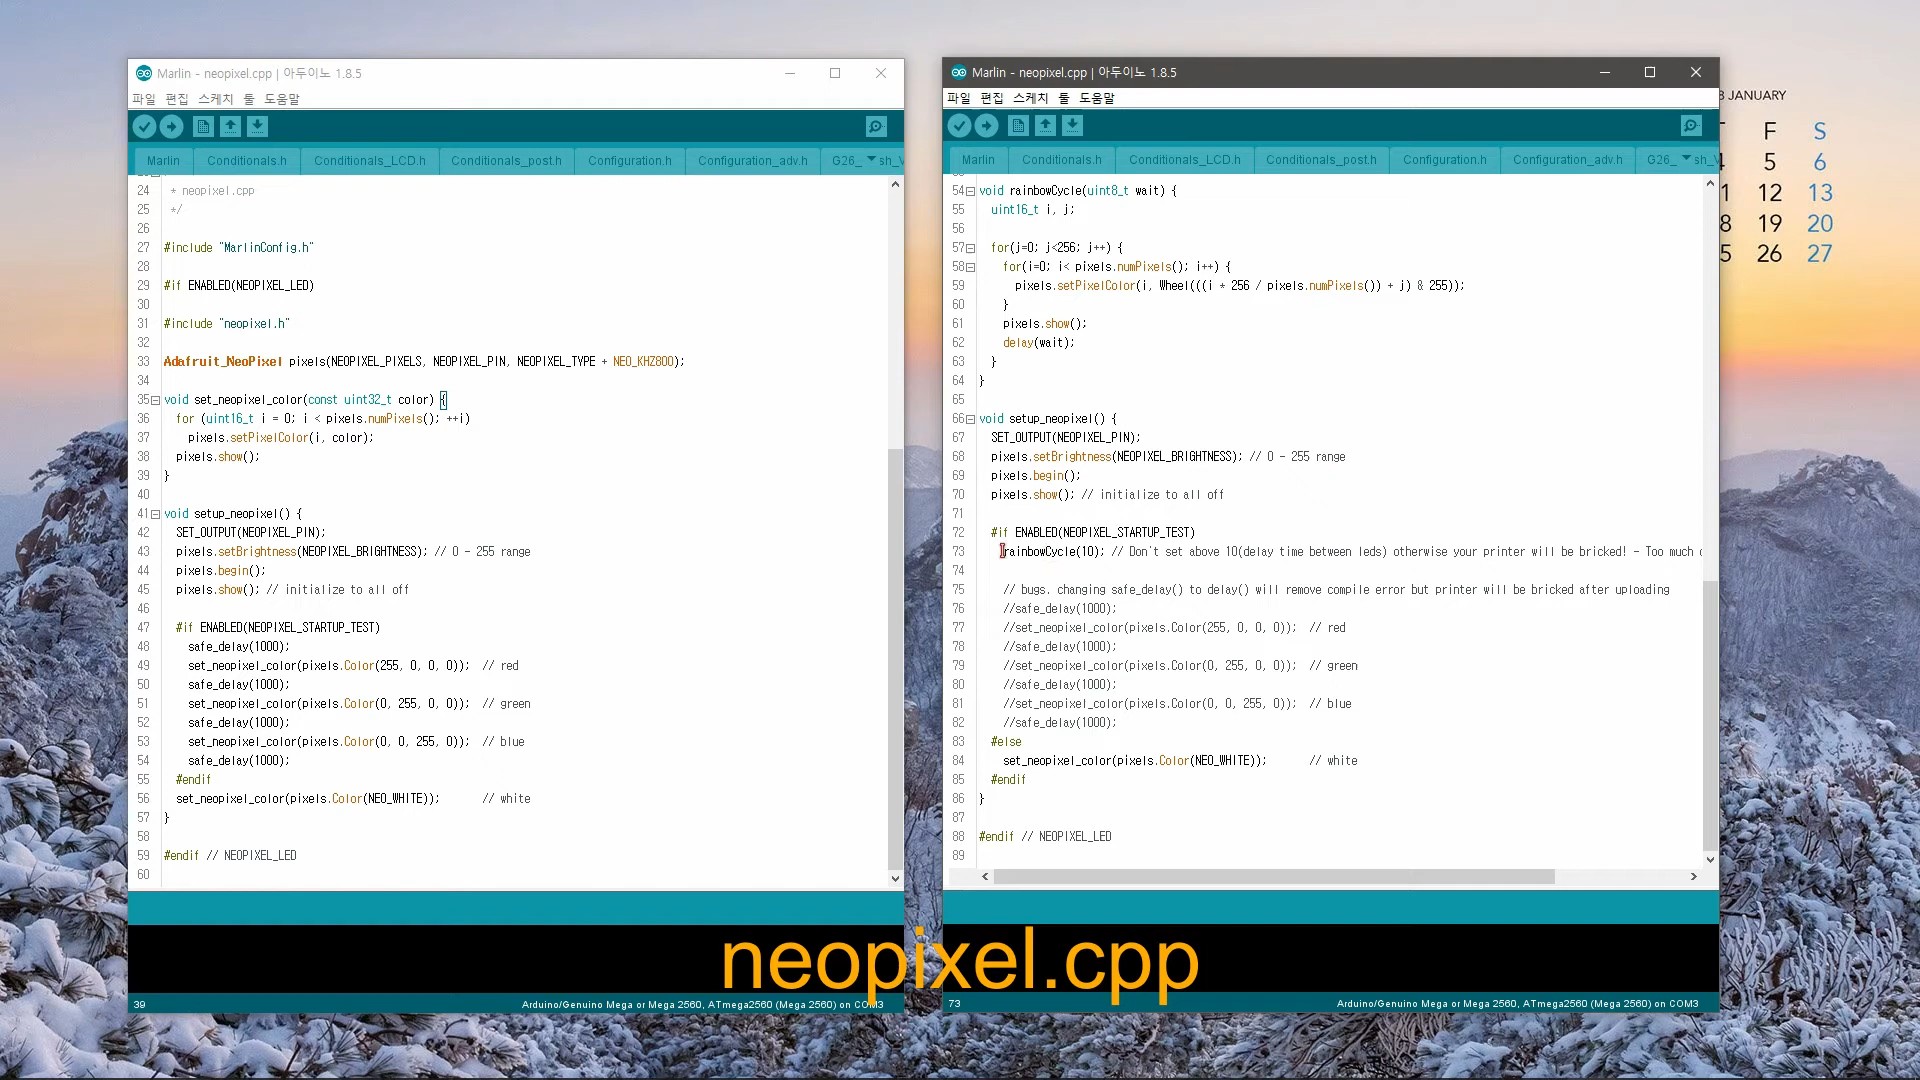 Marlin - neopixel.cpp | 아두이노 1.8.5
파일 편집 스케치 툴 도움말
Marlin Conditionals.h Conditionals_LCD.h Conditionals_post.h Configuration.h Configuration_adv.h G26_ sh_V
24 * neopixel.cpp
25 */
26
27 #include "MarlinConfig.h"
28
29 #if ENABLED(NEOPIXEL_LED)
30
31 #include "neopixel.h"
32
33 Adafruit_NeoPixel pixels(NEOPIXEL_PIXELS, NEOPIXEL_PIN, NEOPIXEL_TYPE + NEO_KHZ800);
34
35 void set_neopixel_color(const uint32_t color) {
36 for (uint16_t i = 0; i < pixels.numPixels(); ++i)
37 pixels.setPixelColor(i, color);
38 pixels.show();
39 }
40
41 void setup_neopixel() {
42 SET_OUTPUT(NEOPIXEL_PIN);
43 pixels.setBrightness(NEOPIXEL_BRIGHTNESS); // 0 - 255 range
44 pixels.begin();
45 pixels.show(); // initialize to all off
46
47 #if ENABLED(NEOPIXEL_STARTUP_TEST)
48 safe_delay(1000);
49 set_neopixel_color(pixels.Color(255, 0, 0, 0)); // red
50 safe_delay(1000);
51 set_neopixel_color(pixels.Color(0, 255, 0, 0)); // green
52 safe_delay(1000);
53 set_neopixel_color(pixels.Color(0, 0, 255, 0)); // blue
54 safe_delay(1000);
55 #endif
56 set_neopixel_color(pixels.Color(NEO_WHITE)); // white
57 }
58
59 #endif // NEOPIXEL_LED
60
39 Arduino/Genuino Mega or Mega 2560, ATmega2560 (Mega 2560) on COM3
Marlin - neopixel.cpp | 아두이노 1.8.5
파일 편집 스케치 툴 도움말
Marlin Conditionals.h Conditionals_LCD.h Conditionals_post.h Configuration.h Configuration_adv.h G26_ sh_V
54 void rainbowCycle(uint8_t wait) {
55 uint16_t i, j;
56
57 for(j=0; j<256; j++) {
58 for(i=0; i< pixels.numPixels(); i++) {
59 pixels.setPixelColor(i, Wheel(((i * 256 / pixels.numPixels()) + j) & 255));
60 }
61 pixels.show();
62 delay(wait);
63 }
64 }
65
66 void setup_neopixel() {
67 SET_OUTPUT(NEOPIXEL_PIN);
68 pixels.setBrightness(NEOPIXEL_BRIGHTNESS); // 0 - 255 range
69 pixels.begin();
70 pixels.show(); // initialize to all off
71
72 #if ENABLED(NEOPIXEL_STARTUP_TEST)
73 rainbowCycle(10); // Don't set above 10(delay time between leds) otherwise your printer will be bricked! - Too much
74
75 // bugs. changing safe_delay() to delay() will remove compile error but printer will be bricked after uploading
76 //safe_delay(1000);
77 //set_neopixel_color(pixels.Color(255, 0, 0, 0)); // red
78 //safe_delay(1000);
79 //set_neopixel_color(pixels.Color(0, 255, 0, 0)); // green
80 //safe_delay(1000);
81 //set_neopixel_color(pixels.Color(0, 0, 255, 0)); // blue
82 //safe_delay(1000);
83 #else
84 set_neopixel_color(pixels.Color(NEO_WHITE)); // white
85 #endif
86 }
87
88 #endif // NEOPIXEL_LED
89
73 Arduino/Genuino Mega or Mega 2560, ATmega2560 (Mega 2560) on COM3
JANUARY
F S
5 6
12 13
19 20
26 27
neopixel.cpp